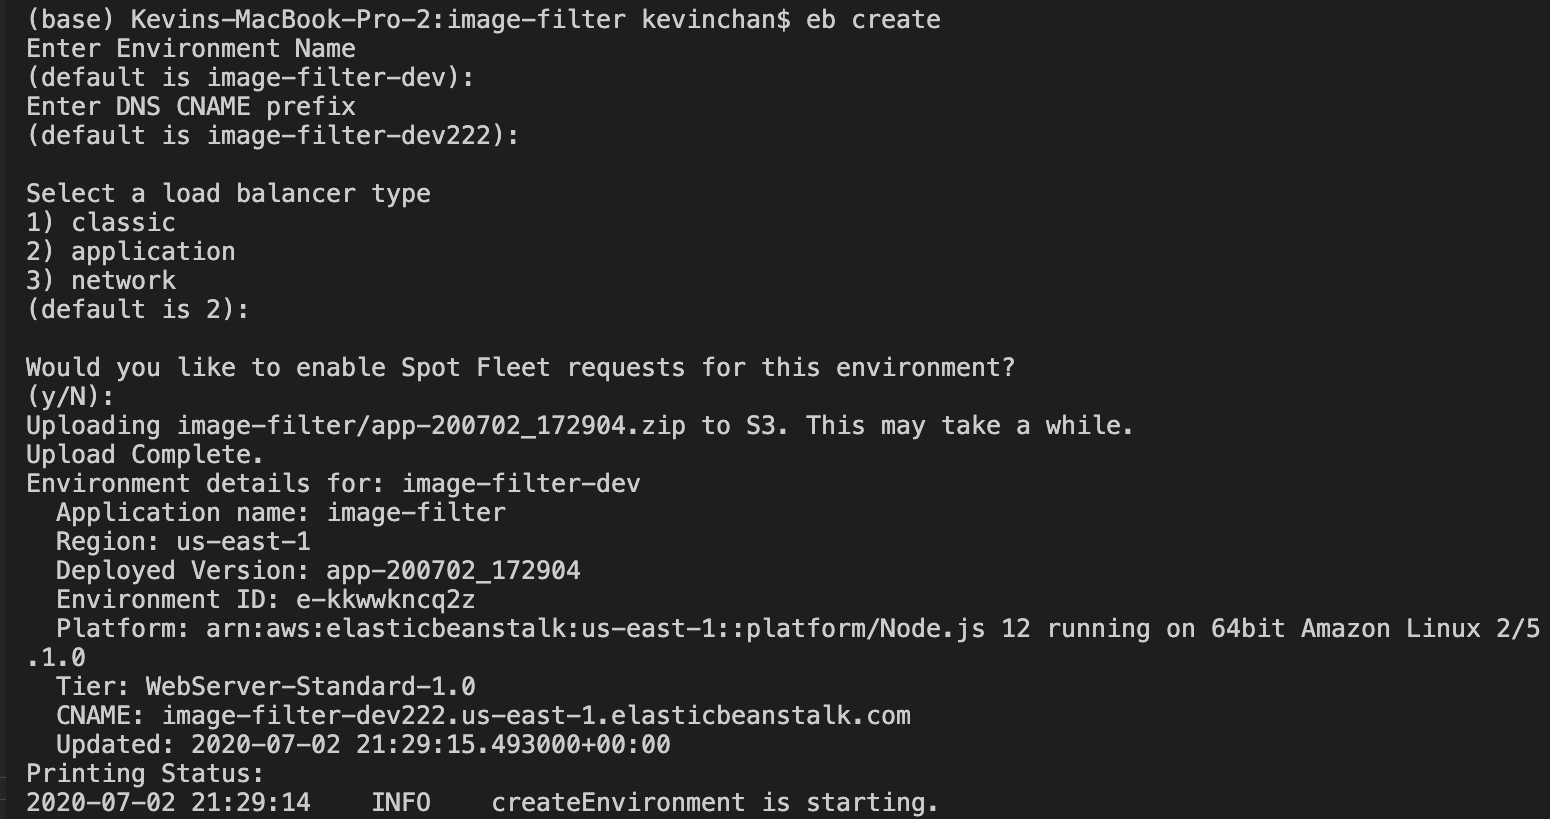 (base) Kevins-MacBook-Pro-2:image-filter kevinchan$ eb create
Enter Environment Name
(default is image-filter-dev):
Enter DNS CNAME prefix
(default is image-filter-dev222):
Select a load balancer type
1) classic
2) application
3) network
(default is 2):
Would you like to enable Spot Fleet requests for this environment?
(y/N):
Uploading image-filter/app-200702_172904.zip to S3. This may take a while.
Upload Complete.
Environment details for: image-filter-dev
  Application name: image-filter
  Region: us-east-1
  Deployed Version: app-200702_172904
  Environment ID: e-kkwwkncq2z
  Platform: arn:aws:elasticbeanstalk:us-east-1::platform/Node.js 12 running on 64bit Amazon Linux 2/5
.1.0
  Tier: WebServer-Standard-1.0
  CNAME: image-filter-dev222.us-east-1.elasticbeanstalk.com
  Updated: 2020-07-02 21:29:15.493000+00:00
Printing Status:
2020-07-02 21:29:14    INFO    createEnvironment is starting.